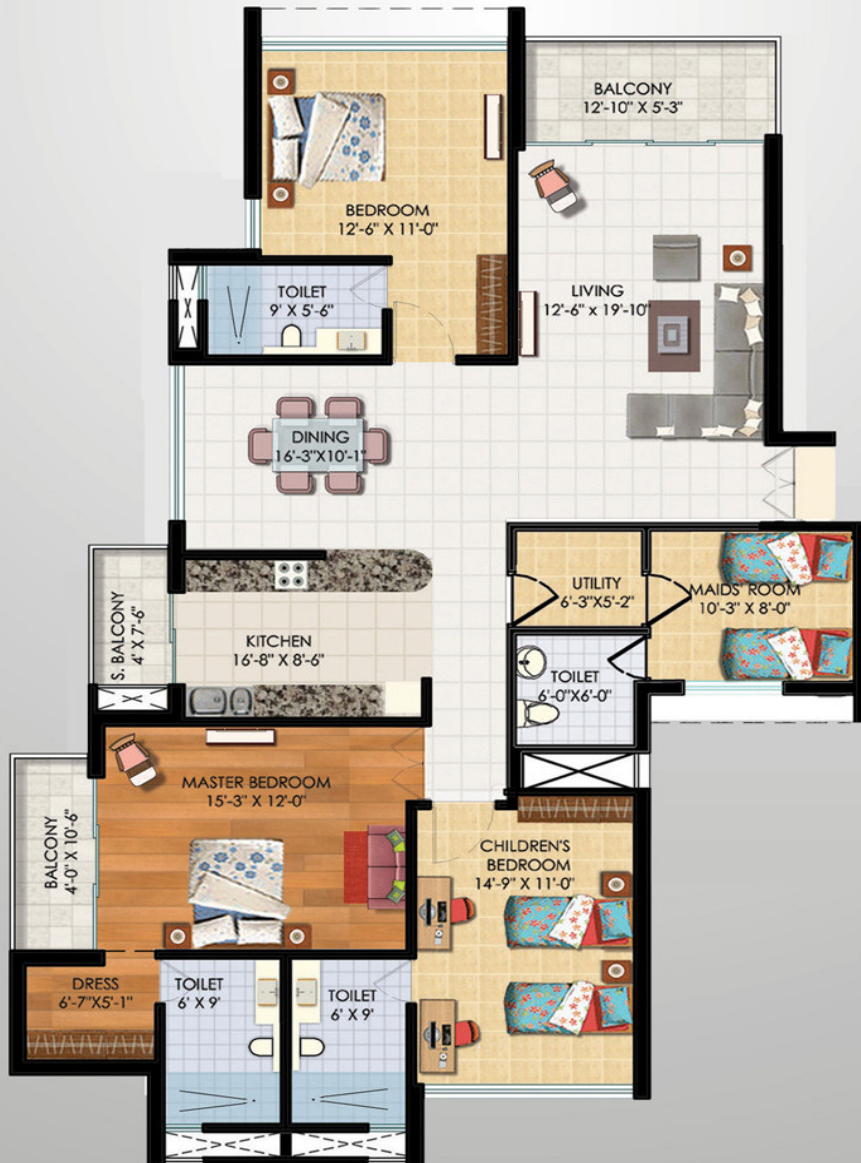 BALCONY
12'-10" X 5'-3"
BEDROOM
12'-6" X 11'-0"
TOILET
9' X 5'-6"
LIVING
12'-6" x 19'-10"
DINING
16'-3"X10'-1"
UTILITY
6'-3"X5'-2"
MAIDS' ROOM
10'-3" X 8'-0"
S. BALCONY
4' X 7'-6"
KITCHEN
16'-8" X 8'-6"
TOILET
6'-0"X6'-0"
MASTER BEDROOM
15'-3" X 12'-0"
BALCONY
4'-0" X 10'-6"
CHILDREN'S
BEDROOM
14'-9" X 11'-0"
DRESS
6'-7"X5'-1"
TOILET
6' X 9'
TOILET
6' X 9'